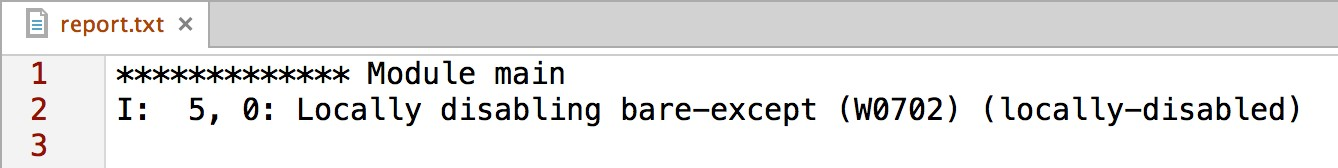 report.txt ×
1 ************* Module main
2 I:  5, 0: Locally disabling bare-except (W0702) (locally-disabled)
3